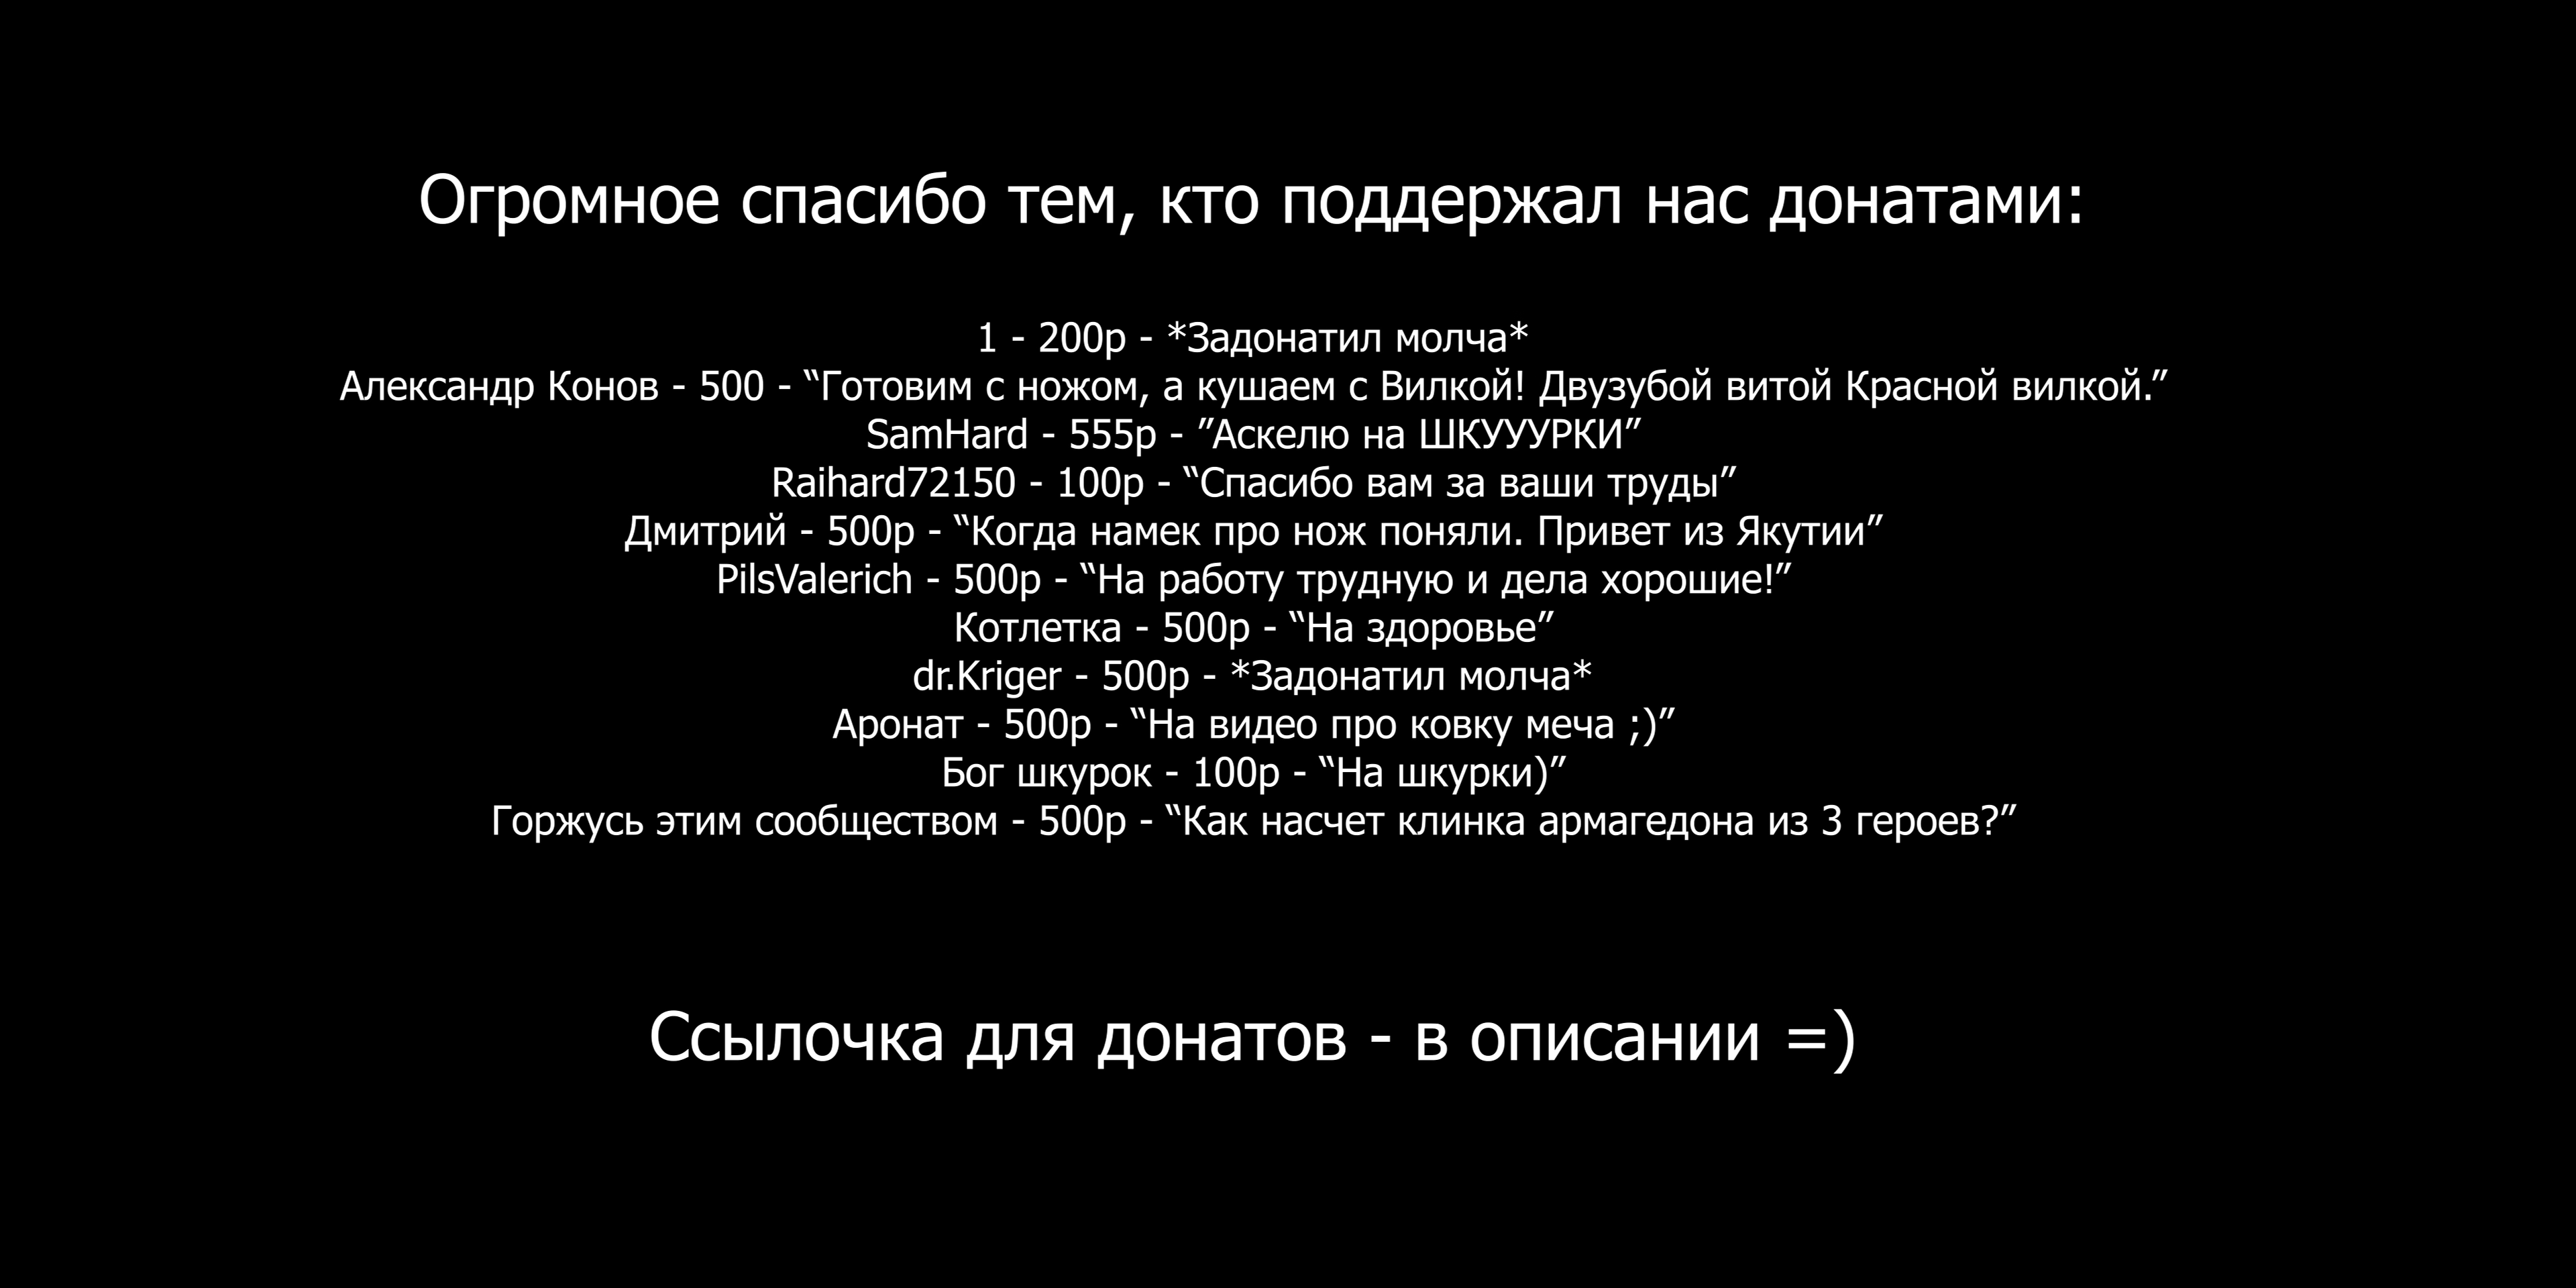 Огромное спасибо тем, кто поддержал нас донатами:
1 - 200р - *Задонатил молча*
Александр Конов - 500 - “Готовим с ножом, а кушаем с Вилкой! Двузубой витой Красной вилкой.”
SamHard - 555р - ”Аскелю на ШКУУУРКИ”
Raihard72150 - 100р - “Спасибо вам за ваши труды”
Дмитрий - 500р - “Когда намек про нож поняли. Привет из Якутии”
PilsValerich - 500р - “На работу трудную и дела хорошие!”
Котлетка - 500р - “На здоровье”
dr.Kriger - 500р - *Задонатил молча*
Аронат - 500р - “На видео про ковку меча ;)”
Бог шкурок - 100р - “На шкурки)”
Горжусь этим сообществом - 500р - “Как насчет клинка армагедона из 3 героев?”
Ссылочка для донатов - в описании =)